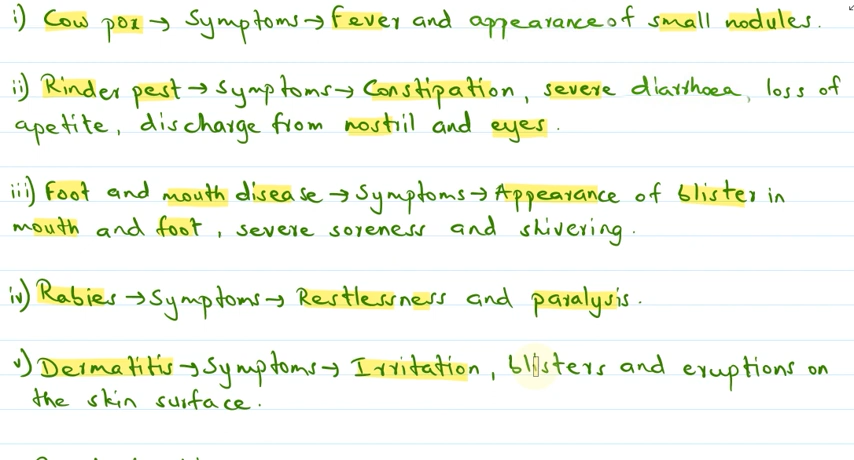 i) Cow pox → Symptoms → Fever and appearance of small nodules.
ii) Rinder pest → Symptoms → Constipation, severe diarrhoea, loss of
apetite, discharge from nostril and eyes.
iii) Foot and mouth disease → Symptoms → Appearance of blister in
mouth and foot, severe soreness and shivering.
iv) Rabies → Symptoms → Restlessness and paralysis.
v) Dermatitis → Symptoms → Irritation, blisters and eruptions on
the skin surface.